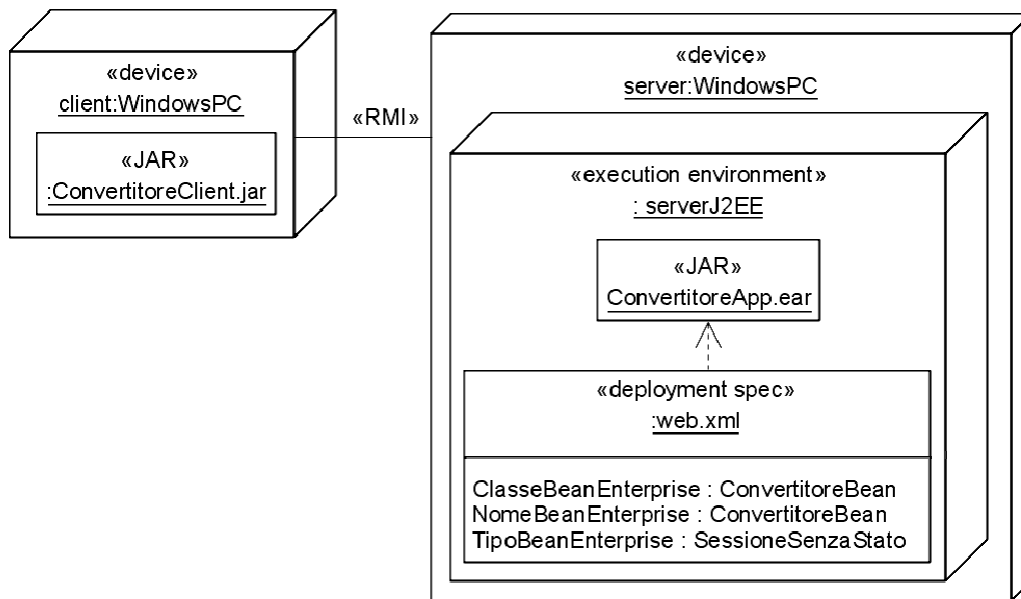 «device»
client:WindowsPC
«JAR»
:ConvertitoreClient.jar
«RMI»
«device»
server:WindowsPC
«execution environment»
: serverJ2EE
«JAR»
ConvertitoreApp.ear
«deployment spec»
:web.xml
ClasseBeanEnterprise : ConvertitoreBean
NomeBeanEnterprise : ConvertitoreBean
TipoBeanEnterprise : SessioneSenzaStato